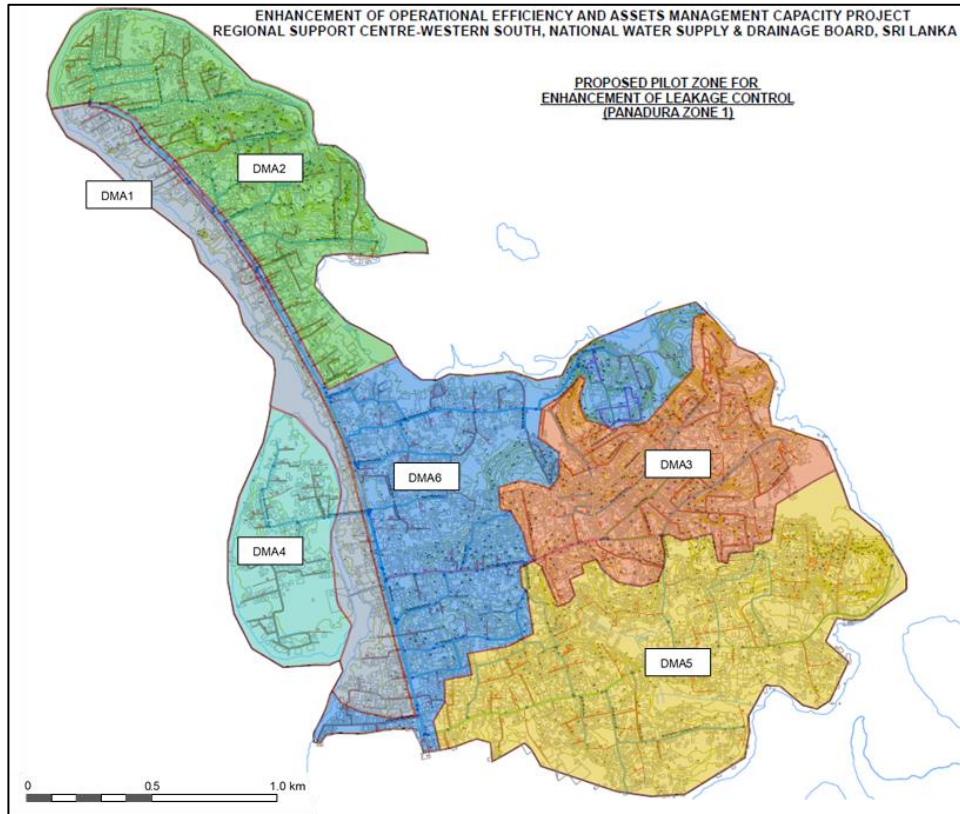 ENHANCEMENT OF OPERATIONAL EFFICIENCY AND ASSETS MANAGEMENT CAPACITY PROJECT
REGIONAL SUPPORT CENTRE-WESTERN SOUTH, NATIONAL WATER SUPPLY & DRAINAGE BOARD, SRI LANKA
PROPOSED PILOT ZONE FOR
ENHANCEMENT OF LEAKAGE CONTROL
(PANADURA ZONE 1)
DMA2
DMA1
DMA3
DMA6
DMA4
DMA5
0 0.5 1.0 km